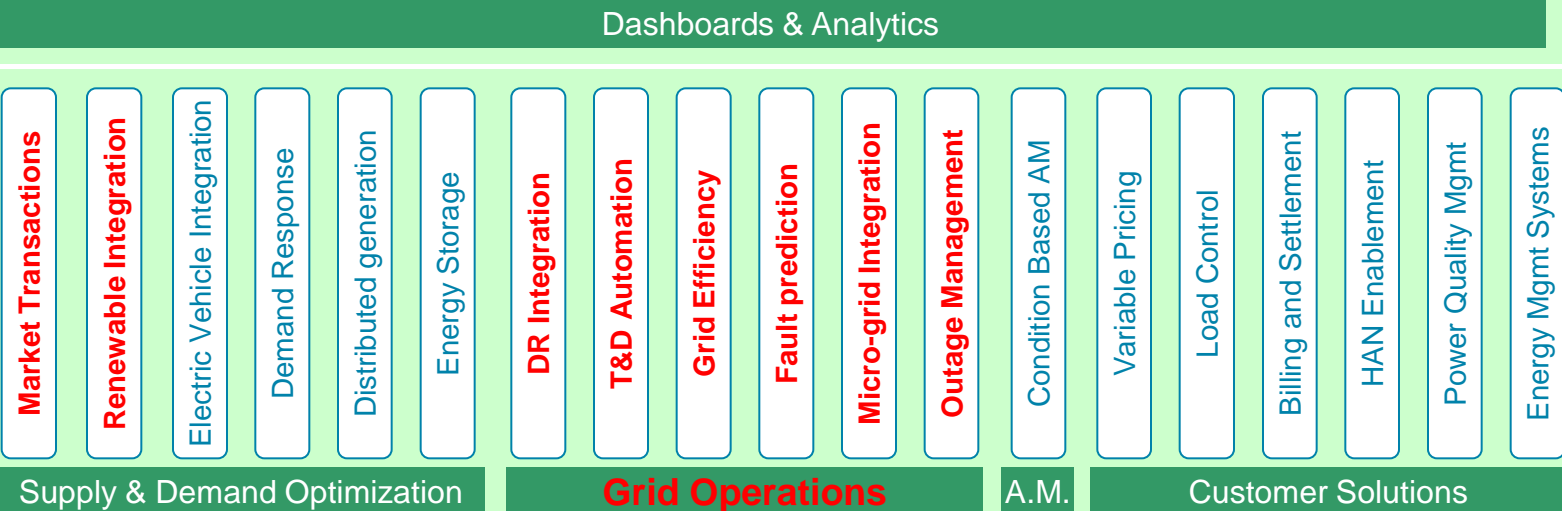 Dashboards & Analytics
Market Transactions
Renewable Integration
Electric Vehicle Integration
Demand Response
Distributed generation
Energy Storage
DR Integration
T&D Automation
Grid Efficiency
Fault prediction
Micro-grid Integration
Outage Management
Condition Based AM
Variable Pricing
Load Control
Billing and Settlement
HAN Enablement
Power Quality Mgmt
Energy Mgmt Systems
Supply & Demand Optimization
Grid Operations
A.M.
Customer Solutions